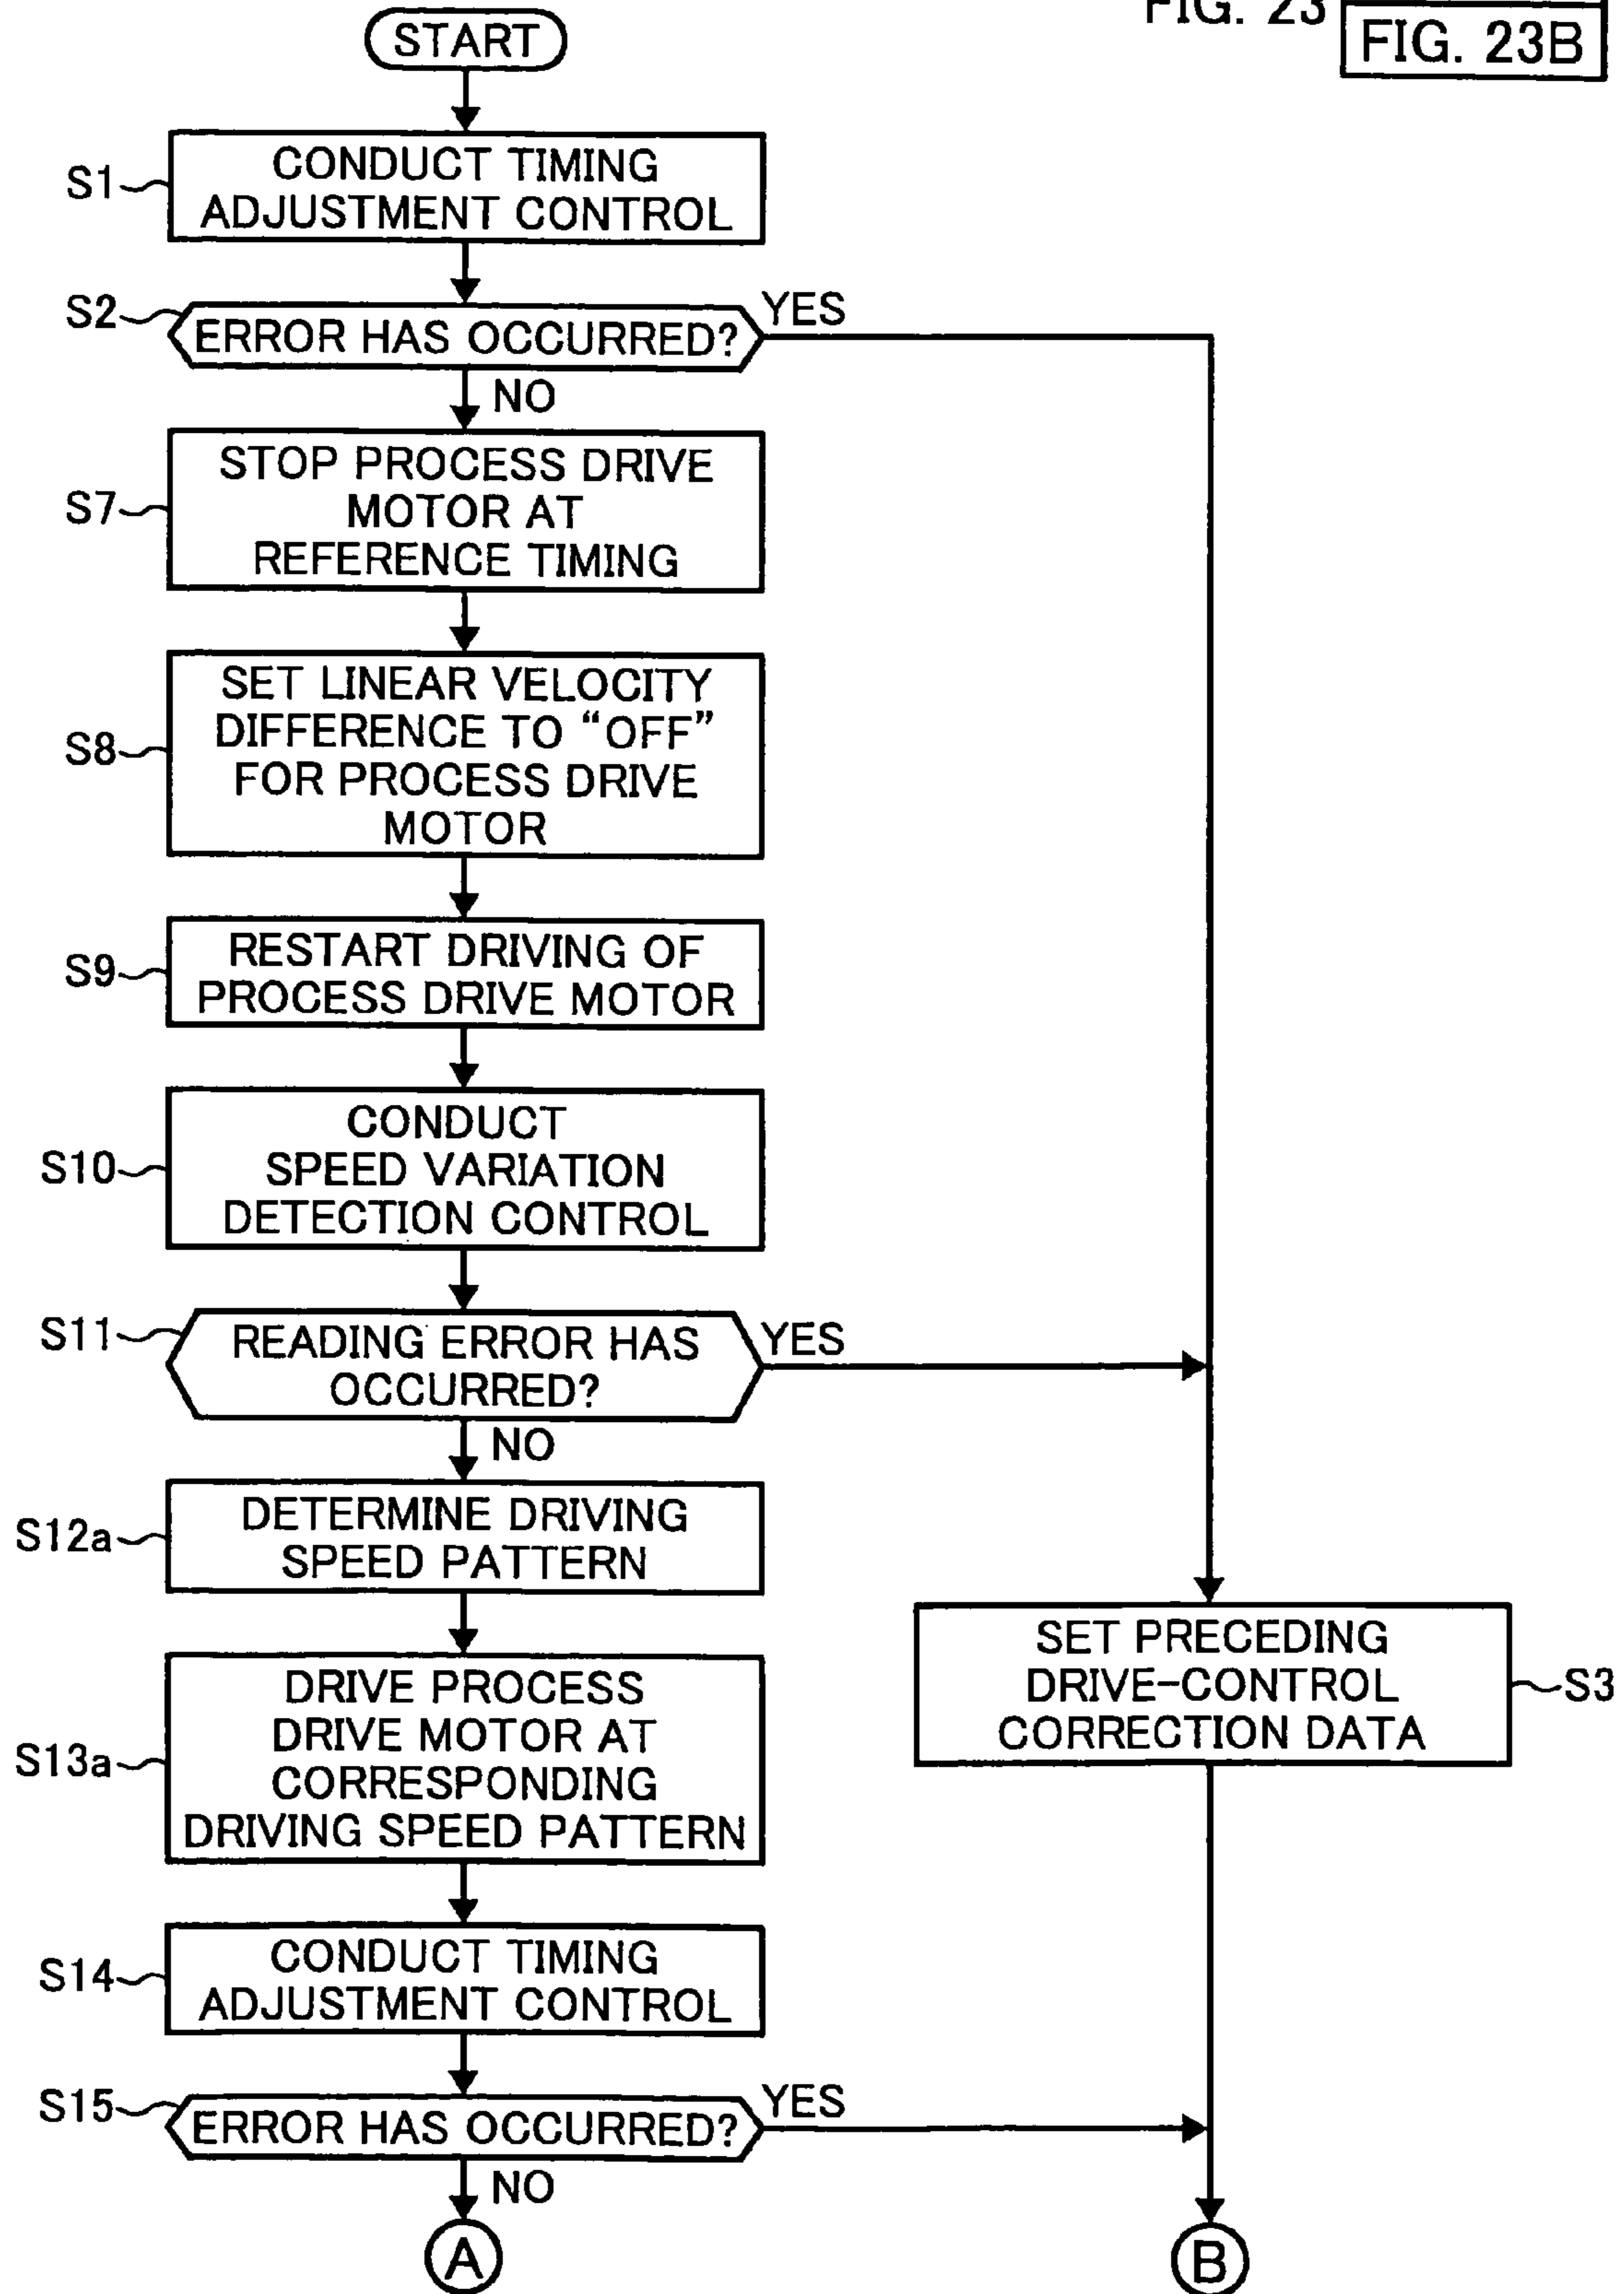 FIG. 23
FIG. 23B
START
S1
CONDUCT TIMING
ADJUSTMENT CONTROL
S2
ERROR HAS OCCURRED?
YES
NO
S7
STOP PROCESS DRIVE
MOTOR AT
REFERENCE TIMING
S8
SET LINEAR VELOCITY
DIFFERENCE TO “OFF”
FOR PROCESS DRIVE
MOTOR
S9
RESTART DRIVING OF
PROCESS DRIVE MOTOR
S10
CONDUCT
SPEED VARIATION
DETECTION CONTROL
S11
READING ERROR HAS
OCCURRED?
YES
NO
S12a
DETERMINE DRIVING
SPEED PATTERN
S13a
DRIVE PROCESS
DRIVE MOTOR AT
CORRESPONDING
DRIVING SPEED PATTERN
SET PRECEDING
DRIVE-CONTROL
CORRECTION DATA
S3
S14
CONDUCT TIMING
ADJUSTMENT CONTROL
S15
ERROR HAS OCCURRED?
YES
NO
A
B